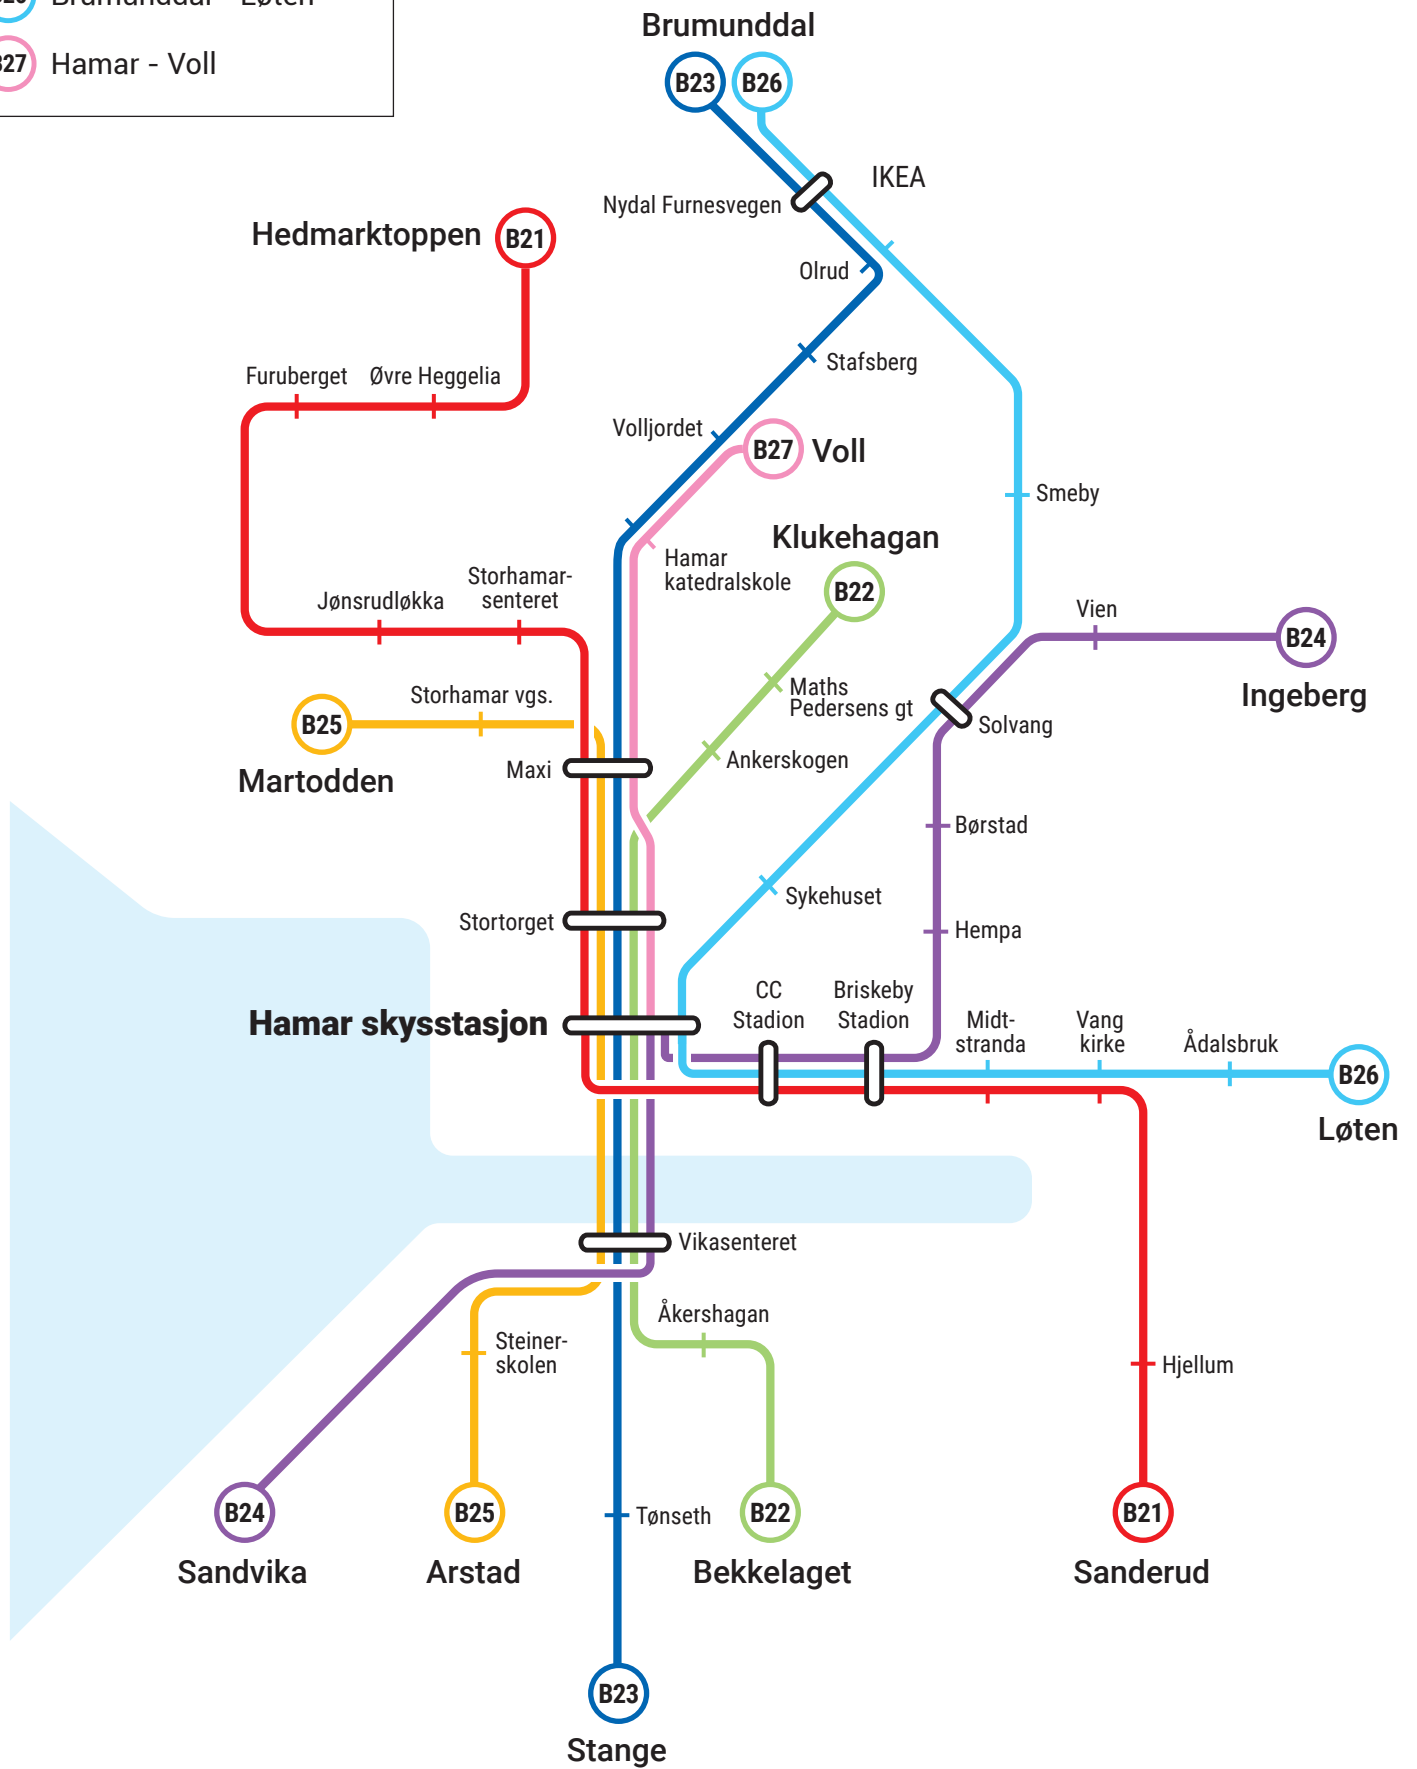 Brumunddal - Løten
B27 Hamar - Voll
Brumunddal
B23
B26
IKEA
Nydal Furnesvegen
Hedmarktoppen
B21
Olrud
Stafsberg
Furuberget
Øvre Heggelia
Volljordet
B27
Voll
Smeby
Klukehagan
Hamar
katedralskole
B22
Storhamar-
senteret
Jønsrudløkka
Vien
B24
Ingeberg
Maths
Pedersens gt
Storhamar vgs.
B25
Martodden
Solvang
Ankerskogen
Maxi
Børstad
Sykehuset
Stortorget
Hempa
CC
Stadion
Briskeby
Stadion
Hamar skysstasjon
Midt-
stranda
Vang
kirke
Ådalsbruk
B26
Løten
Vikasenteret
Åkershagan
Steiner-
skolen
Hjellum
B24
Sandvika
B25
Arstad
Tønseth
B22
Bekkelaget
B21
Sanderud
B23
Stange